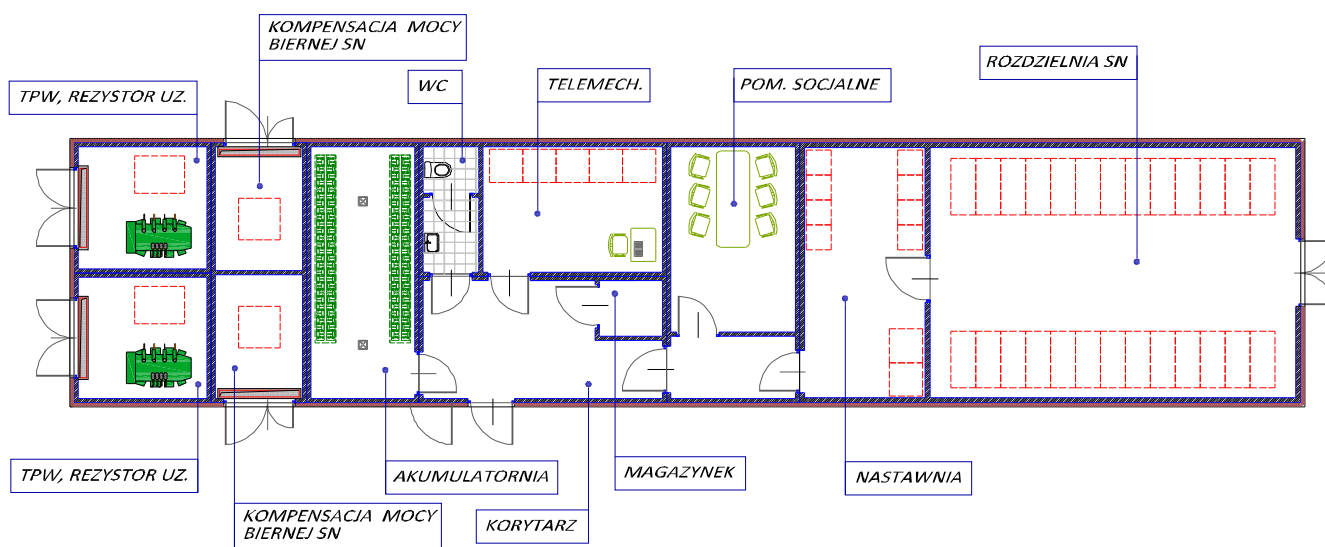 KOMPENSACJA MOCY
BIERNEJ SN
TPW, REZYSTOR UZ.
WC
TELEMECH.
POM. SOCJALNE
ROZDZIELNIA SN
TPW, REZYSTOR UZ.
KOMPENSACJA MOCY
BIERNEJ SN
AKUMULATORNIA
KORYTARZ
MAGAZYNEK
NASTAWNIA